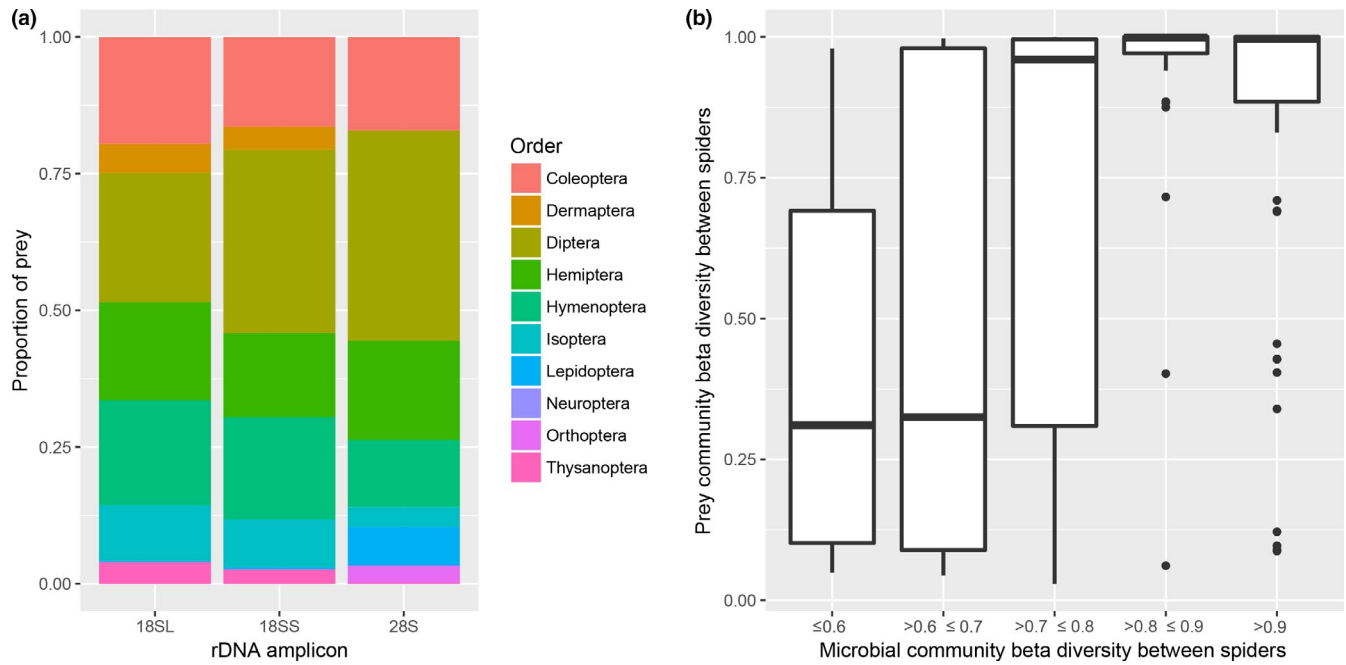 (a)
Proportion of prey
1.00
0.75
0.50
0.25
0.00
18SL 18SS 28S
rDNA amplicon
Order
Coleoptera
Dermaptera
Diptera
Hemiptera
Hymenoptera
Isoptera
Lepidoptera
Neuroptera
Orthoptera
Thysanoptera
(b)
Prey community beta diversity between spiders
1.00
0.75
0.50
0.25
0.00
≤0.6 >0.6 ≤0.7 >0.7 ≤0.8 >0.8 ≤0.9 >0.9
Microbial community beta diversity between spiders